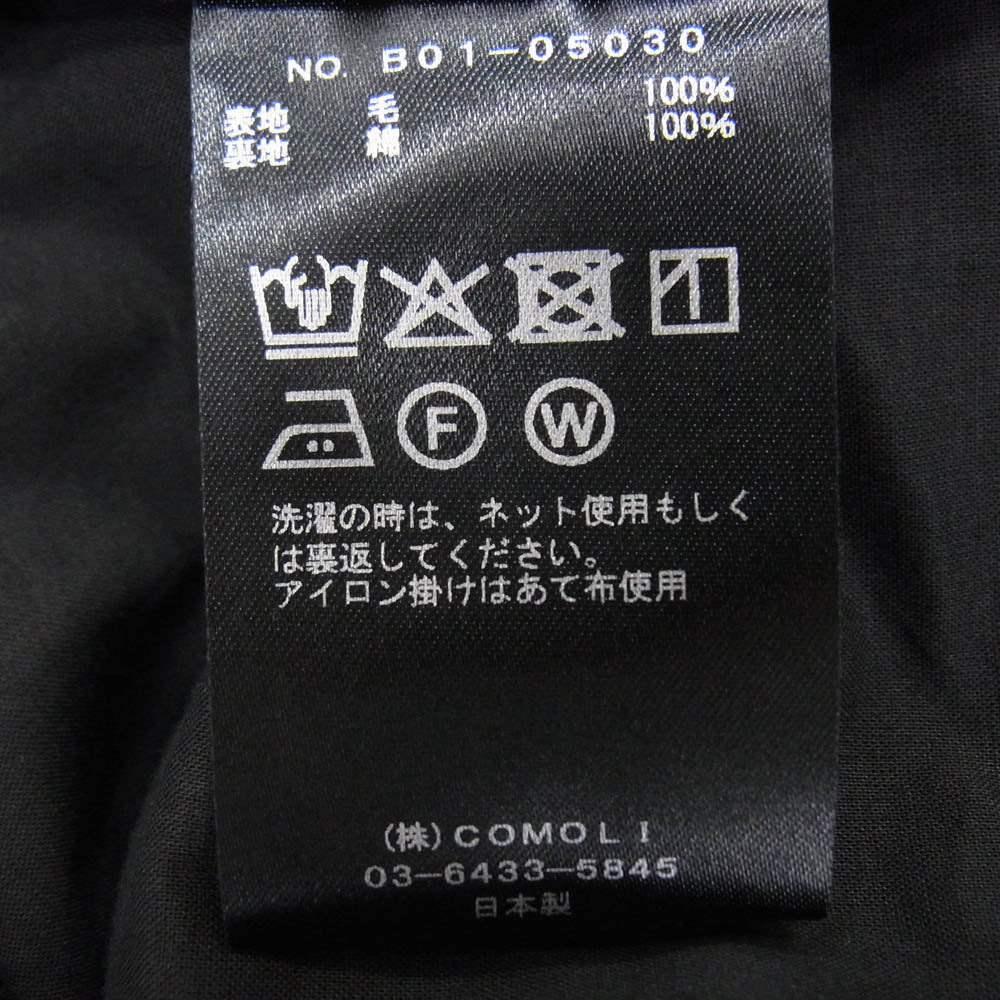 NO. B01-05030
表地 毛 100%
裏地 綿 100%
F W
洗濯の時は、ネット使用もしく
は裏返してください。
アイロン掛けはあて布使用
(株)COMOLI
03-6433-5845
日本製